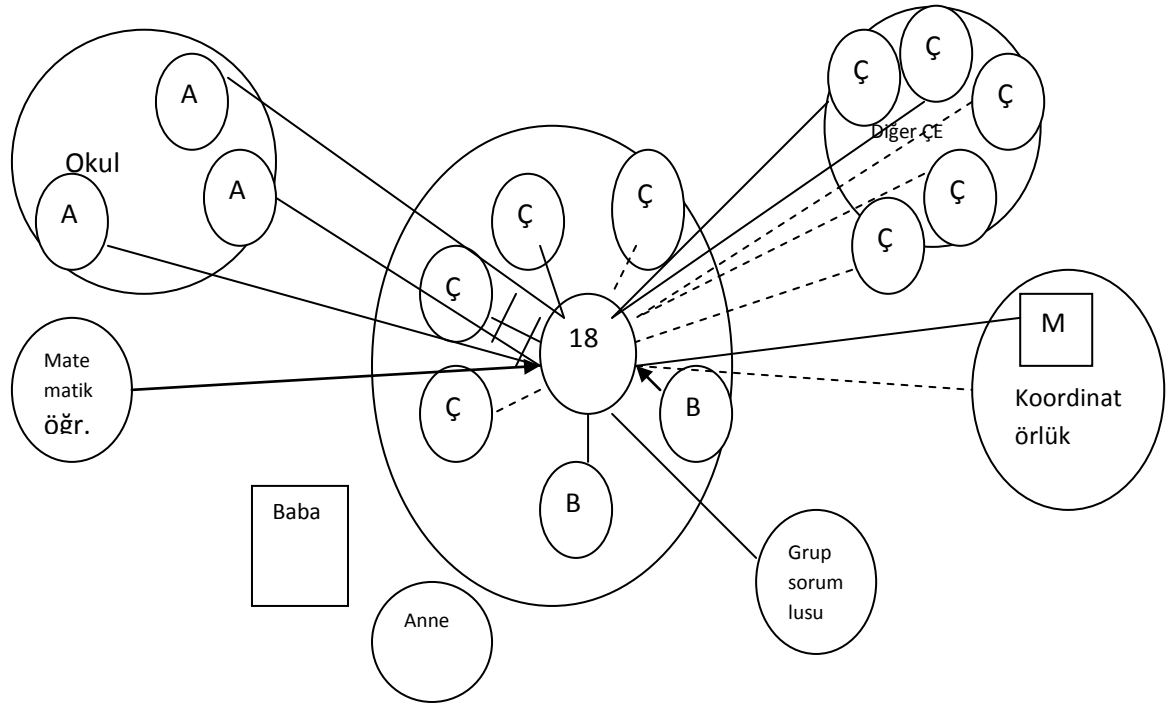 A
Okul
A
A
Mate
matik
öğr.
Ç
Ç
Ç
Ç
18
B
B
Ç
Ç
Ç
Diğer ÇE
Ç
Ç
M
Koordinat
örlük
Baba
Anne
Grup
sorum
lusu